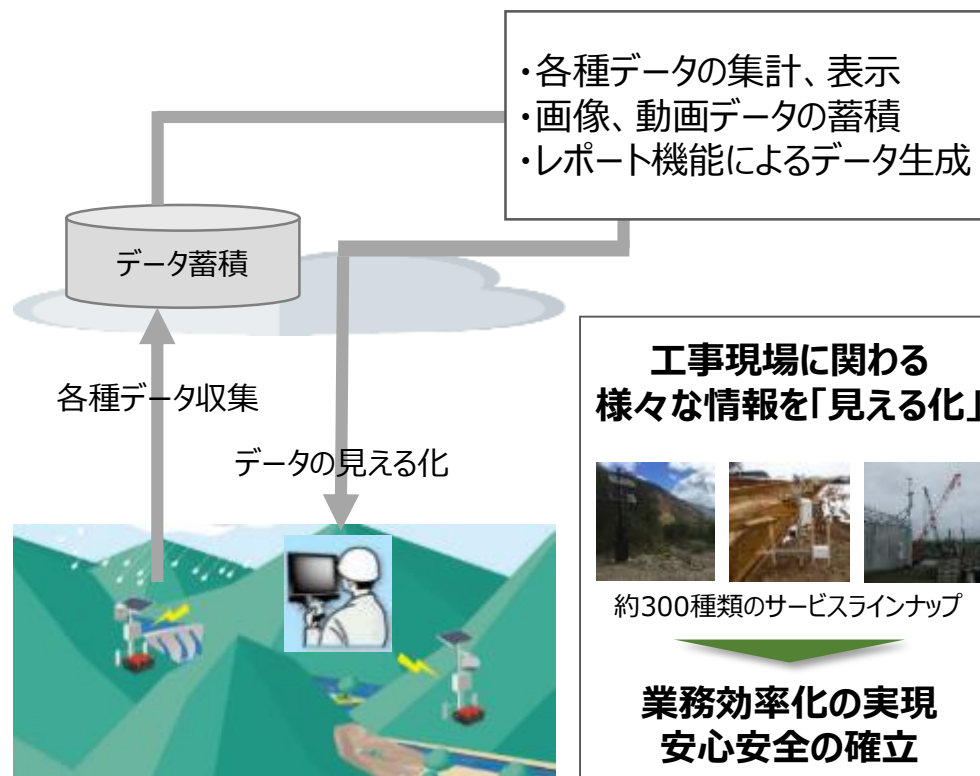 ・各種データの集計、表示
・画像、動画データの蓄積
・レポート機能によるデータ生成
データ蓄積
各種データ収集
データの見える化
工事現場に関わる
様々な情報を「見える化」
約300種類のサービスラインナップ
業務効率化の実現
安心安全の確立